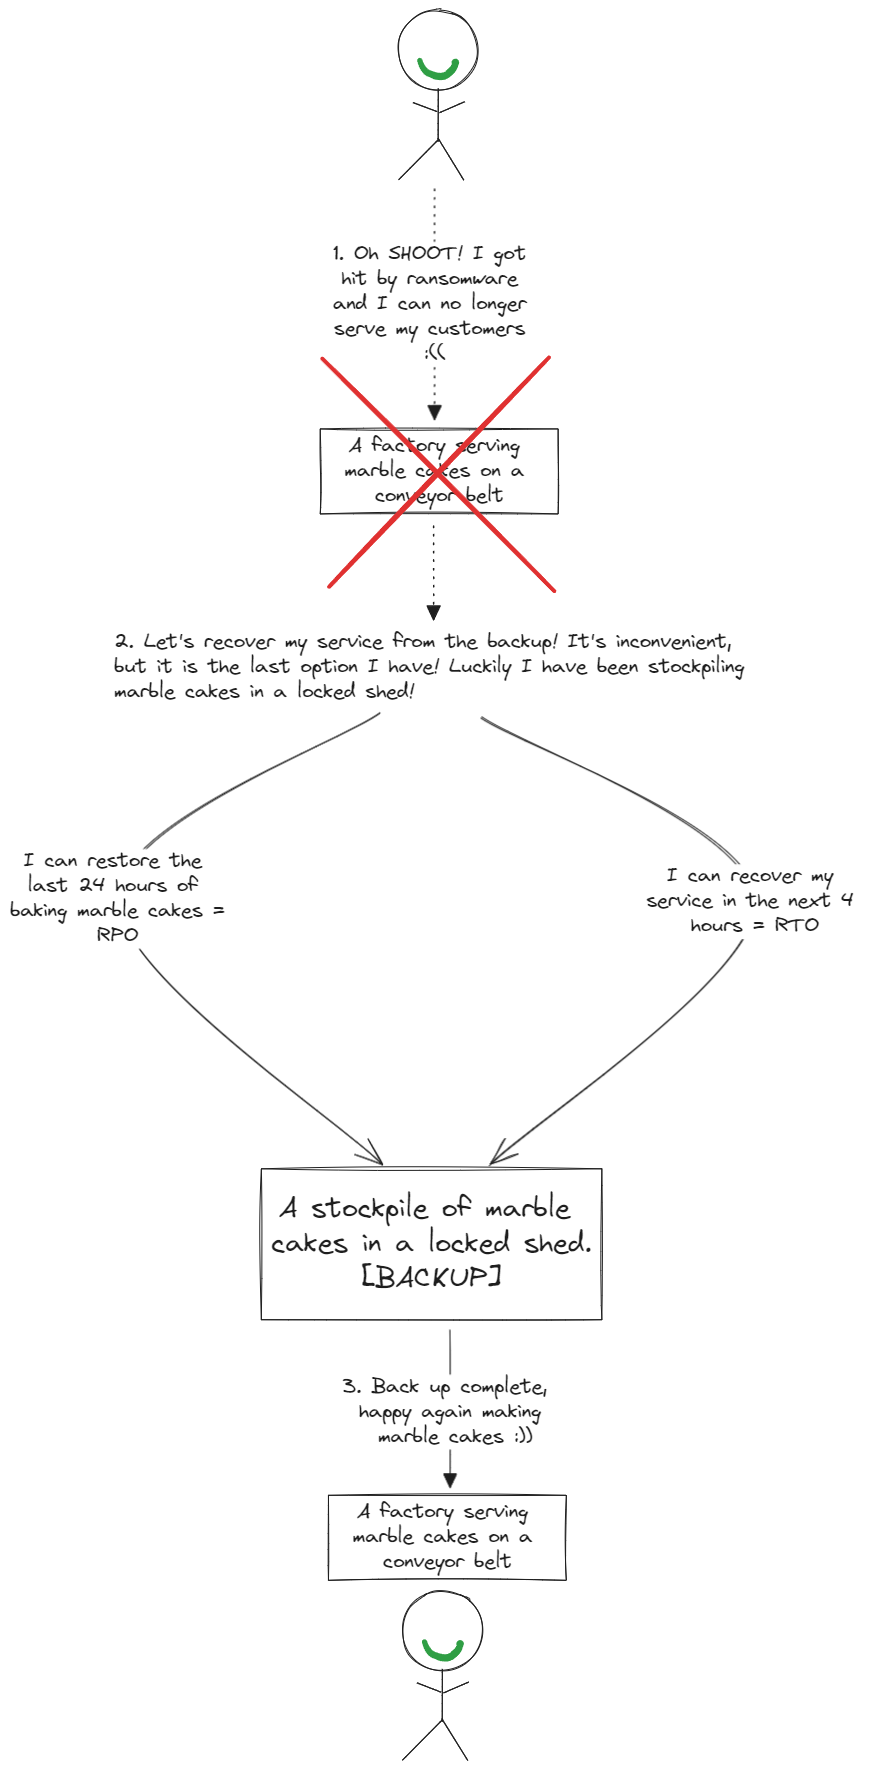 1. Oh SHOOT! I got
hit by ransomware
and I can no longer
serve my customers
:((
A factory serving
marble cakes on a
conveyor belt
2. Let's recover my service from the backup! It's inconvenient,
but it is the last option I have! Luckily I have been stockpiling
marble cakes in a locked shed!
I can restore the
last 24 hours of
baking marble cakes =
RPO
I can recover my
service in the next 4
hours = RTO
A stockpile of marble
cakes in a locked shed.
[BACKUP]
3. Back up complete,
happy again making
marble cakes :))
A factory serving
marble cakes on a
conveyor belt